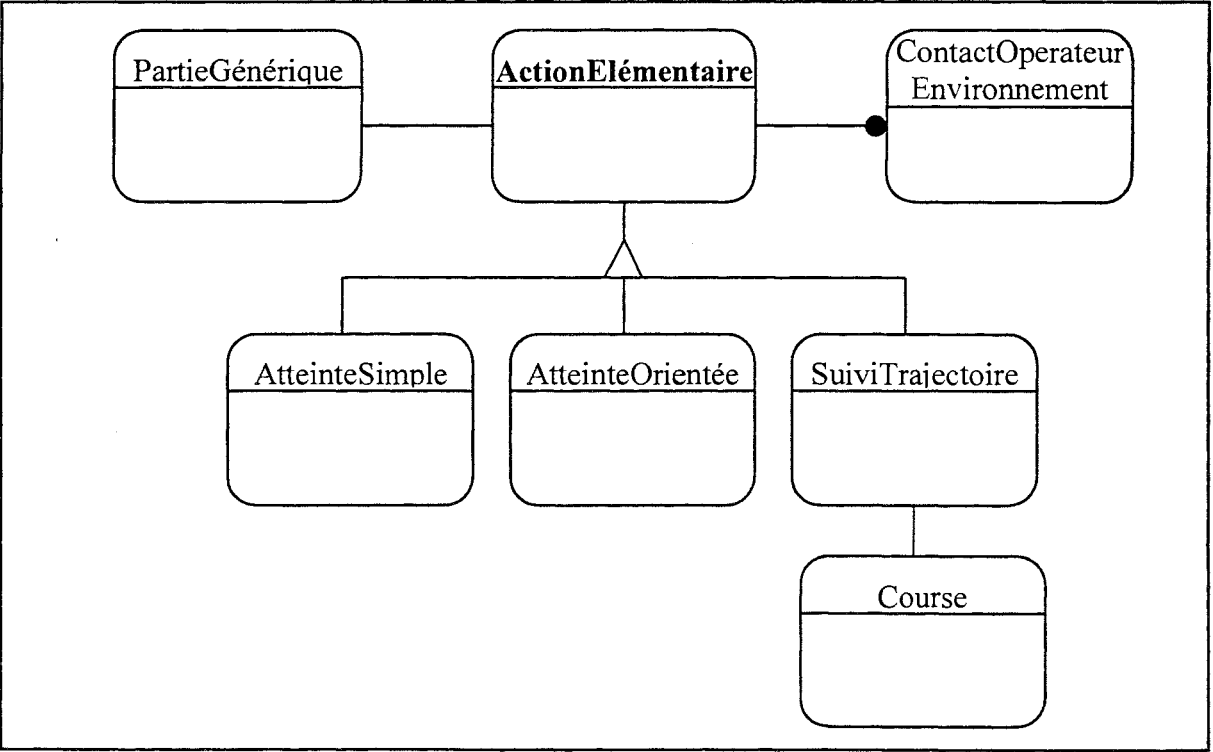 PartieGénérique
ActionElémentaire
ContactOperateur
Environnement
AtteinteSimple
AtteinteOrientée
SuiviTrajectoire
Course